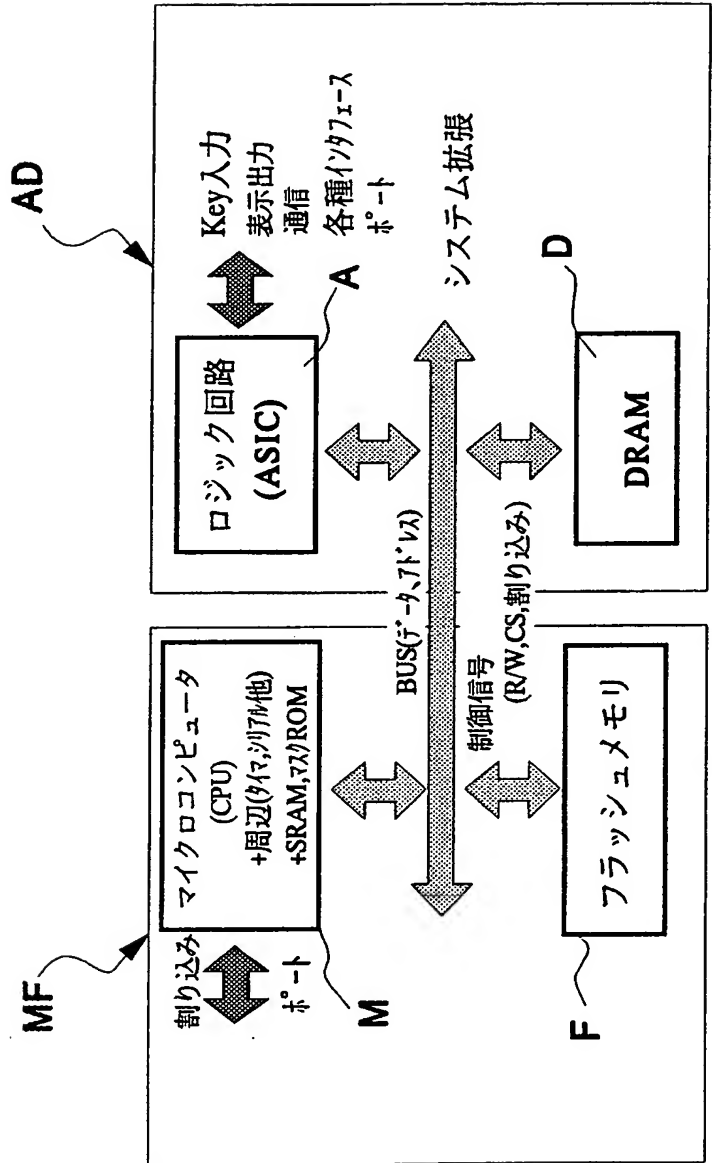 MF
AD
割り込み
ポート
マイクロコンピュータ
(CPU)
+周辺(タイマ,シリアル他)
+SRAM,マスクROM
M
ロジック回路
(ASIC)
A
Key入力
表示出力
通信
各種インタフェース
ポート
BUS(データ、アドレス)
システム拡張
制御信号
(R/W,CS,割り込み)
フラッシュメモリ
F
DRAM
D